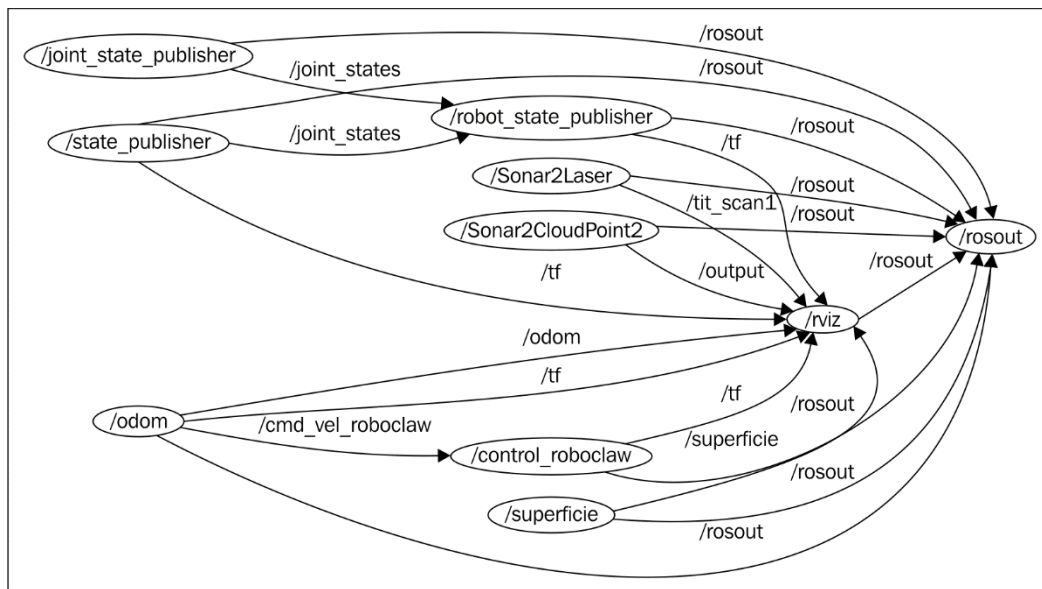 /rosout
/joint_state_publisher
/joint_states
/rosout
/robot_state_publisher
/rosout
/state_publisher
/joint_states
/tf
/Sonar2Laser
/rosout
/tit_scan1
/rosout
/Sonar2CloudPoint2
/rosout
/tf
/output
/rosout
/rviz
/odom
/tf
/odom
/cmd_vel_roboclaw
/tf
/rosout
/superficie
/control_roboclaw
/rosout
/superficie
/rosout